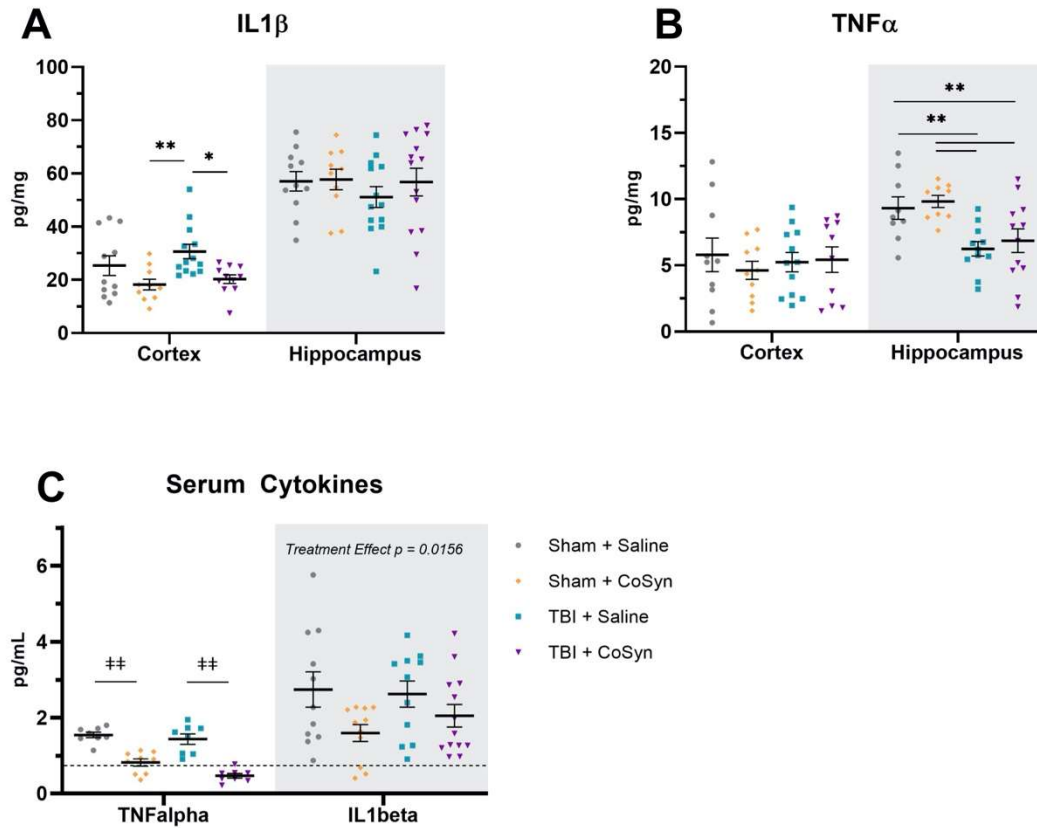 A
IL1β
100
80
60
40
20
0
pg/mg
**
*
Cortex
Hippocampus
B
TNFα
20
15
10
5
0
pg/mg
**
**
Cortex
Hippocampus
C
Serum Cytokines
6
4
2
0
pg/mL
Treatment Effect p = 0.0156
‡‡
‡‡
TNFalpha
IL1beta
Sham + Saline
Sham + CoSyn
TBI + Saline
TBI + CoSyn